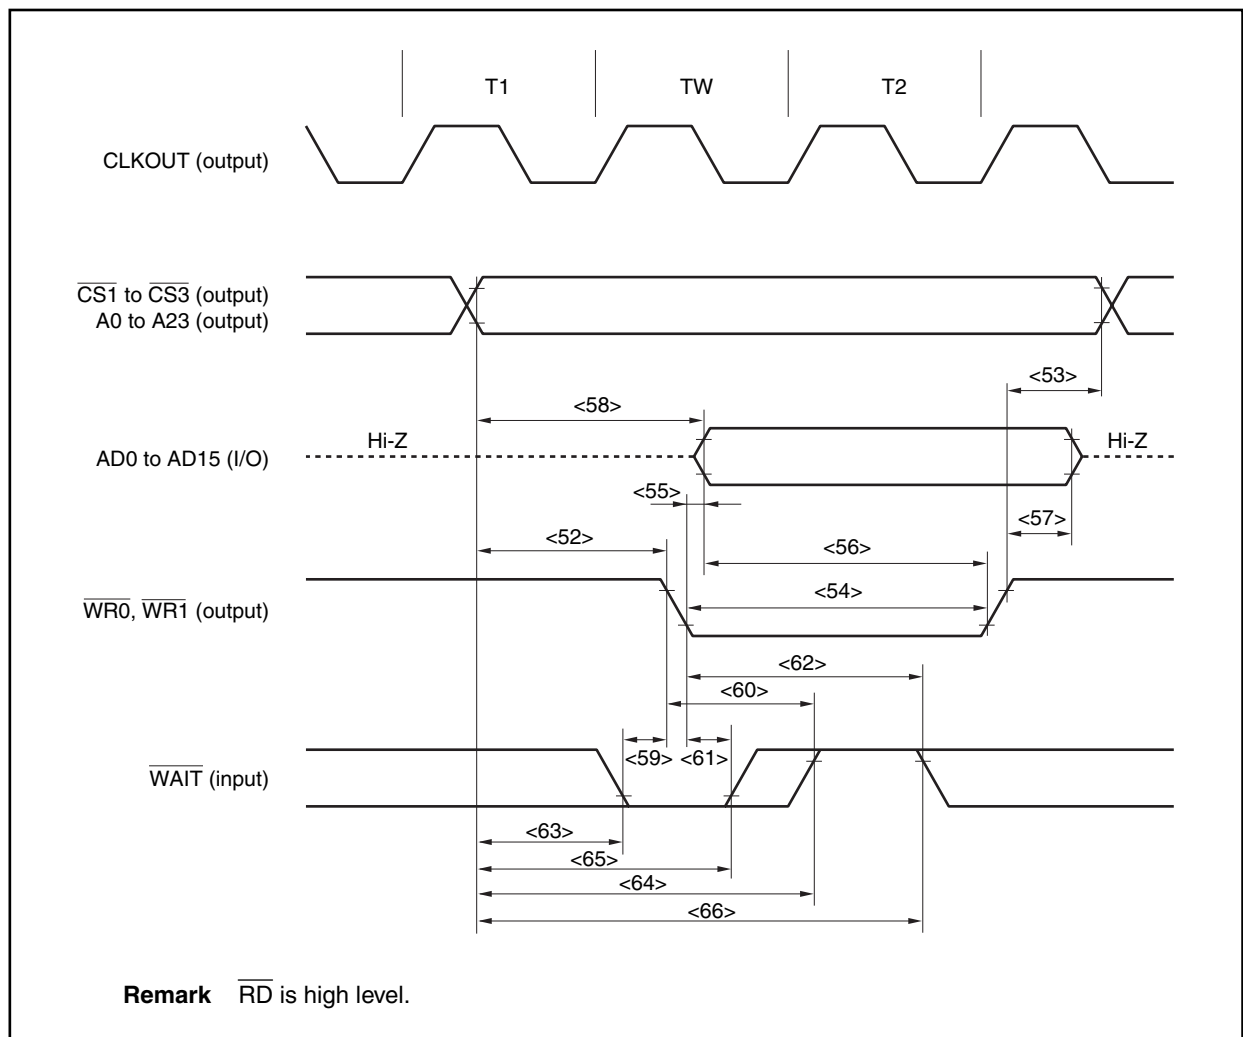 T1 TW T2
CLKOUT (output)
CS1 to CS3 (output)
A0 to A23 (output)
<53>
<58>
Hi-Z Hi-Z
AD0 to AD15 (I/O)
<55>
<57>
<52> <56>
<54>
WR0, WR1 (output)
<62>
<60>
<59> <61>
WAIT (input)
<63>
<65>
<64>
<66>
Remark RD is high level.